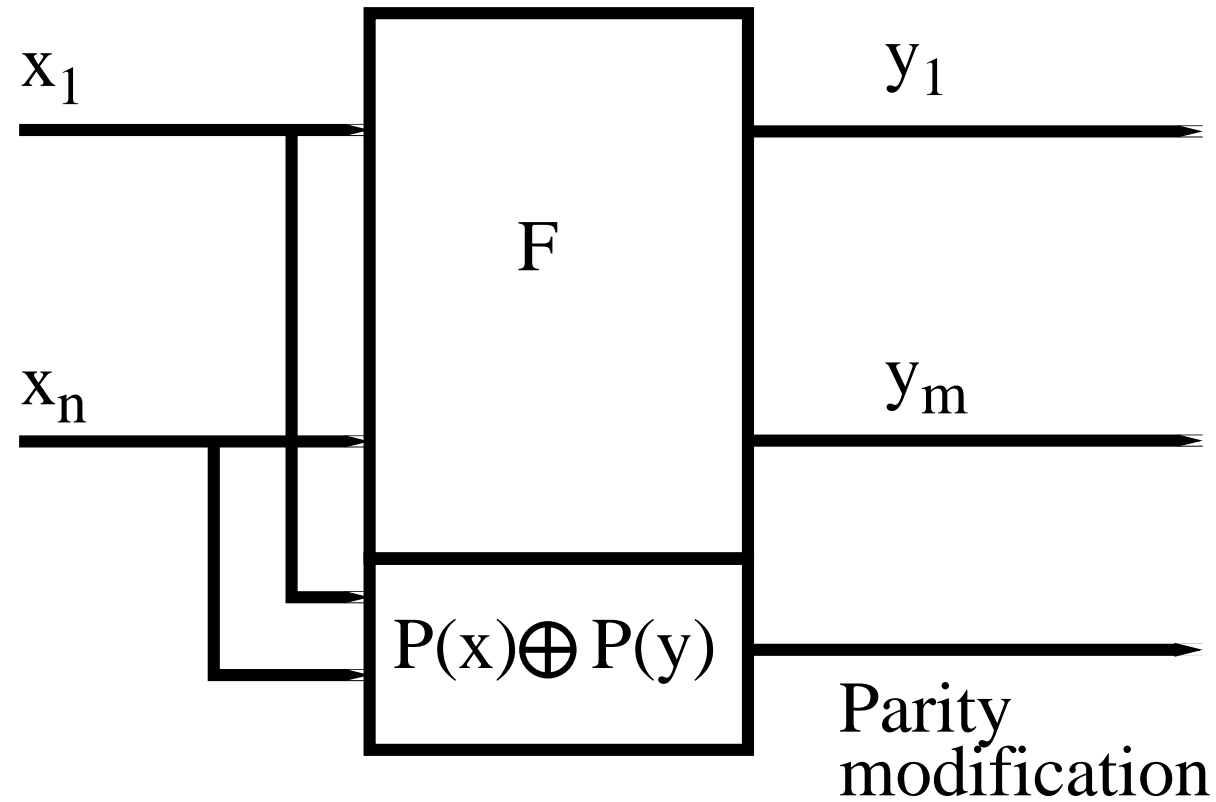 x₁
y₁
F
xₙ
yₘ
P(x)⊕P(y)
Parity
modification